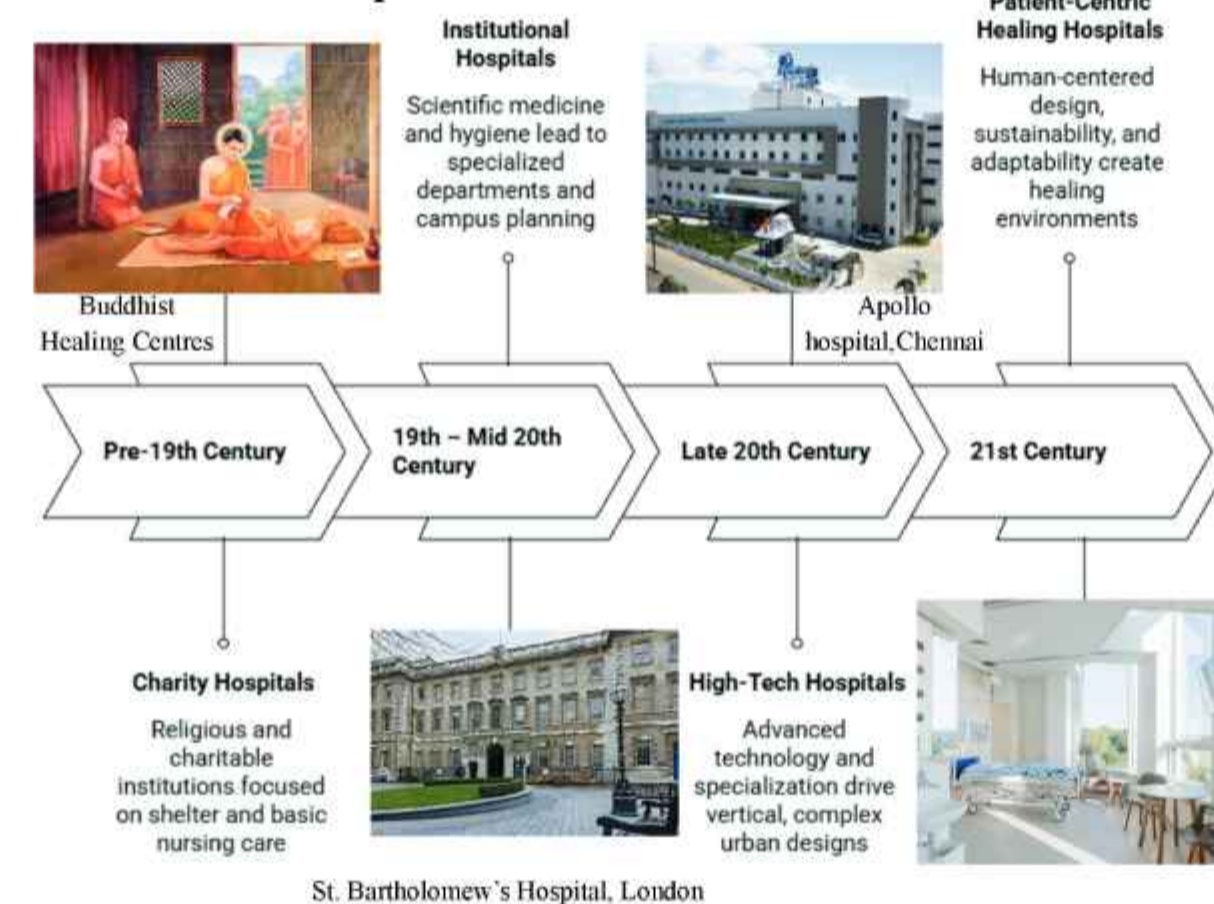 Institutional
Hospitals
Scientific medicine
and hygiene lead to
specialized
departments and
campus planning
Patient-Centric
Healing Hospitals
Human-centered
design,
sustainability, and
adaptability create
healing
environments
Buddhist
Healing Centres
Apollo
hospital,Chennai
Pre-19th Century
19th – Mid 20th
Century
Late 20th Century
21st Century
Charity Hospitals
Religious and
charitable
institutions focused
on shelter and basic
nursing care
High-Tech Hospitals
Advanced
technology and
specialization drive
vertical, complex
urban designs
St. Bartholomew`s Hospital, London